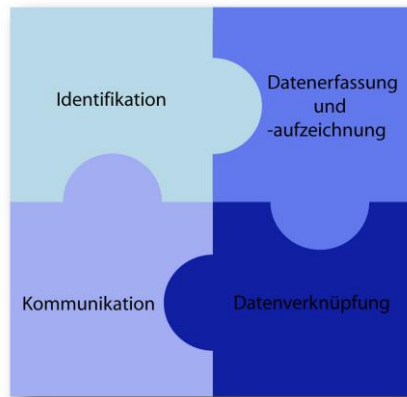 Identifikation
Datenerfassung
und
-aufzeichnung
Kommunikation
Datenverknüpfung